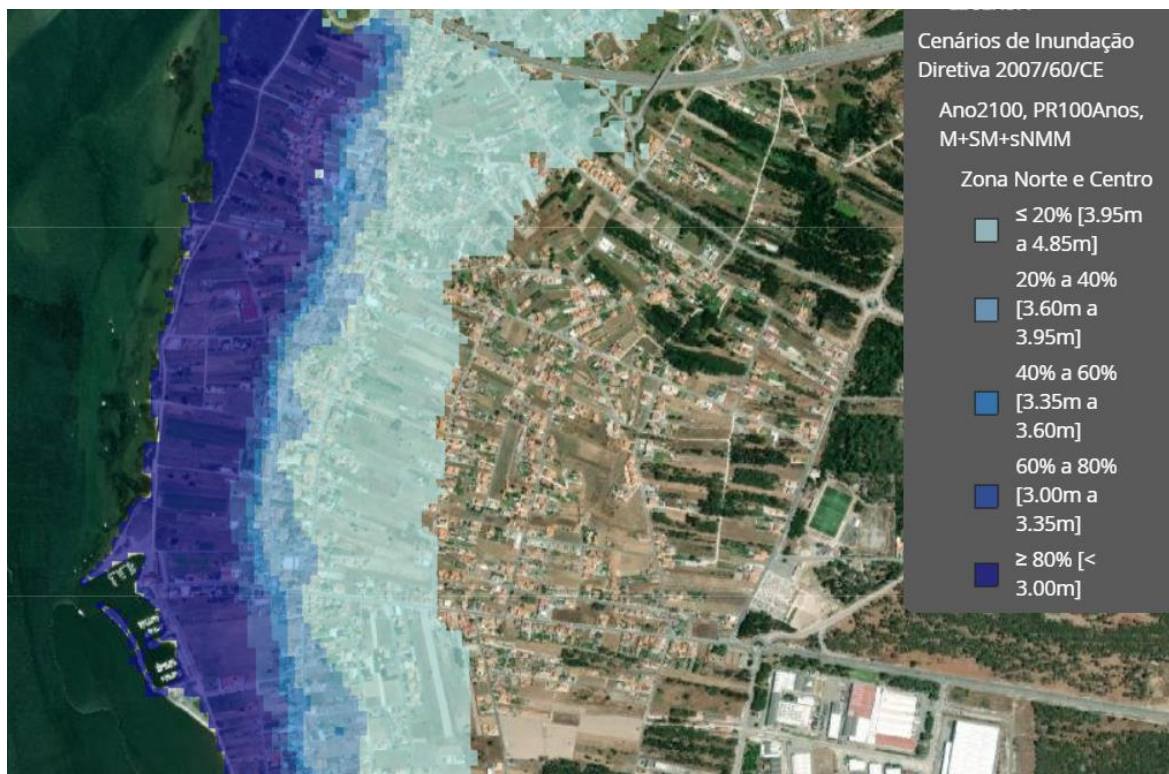 Cenários de Inundação
Diretiva 2007/60/CE
Ano2100, PR100Anos,
M+SM+sNMM
Zona Norte e Centro
≤ 20% [3.95m
a 4.85m]
20% a 40%
[3.60m a
3.95m]
40% a 60%
[3.35m a
3.60m]
60% a 80%
[3.00m a
3.35m]
≥ 80% [<
3.00m]